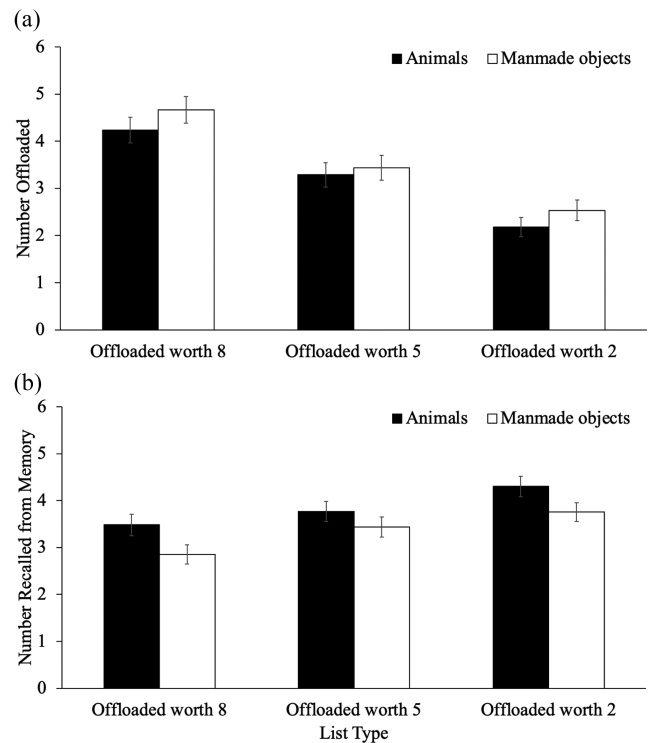 (a)
6
5
4
3
2
1
0
Number Offloaded
Animals Manmade objects
Offloaded worth 8 Offloaded worth 5 Offloaded worth 2
(b)
6
5
4
3
2
1
0
Number Recalled from Memory
Animals Manmade objects
Offloaded worth 8 Offloaded worth 5 Offloaded worth 2
List Type